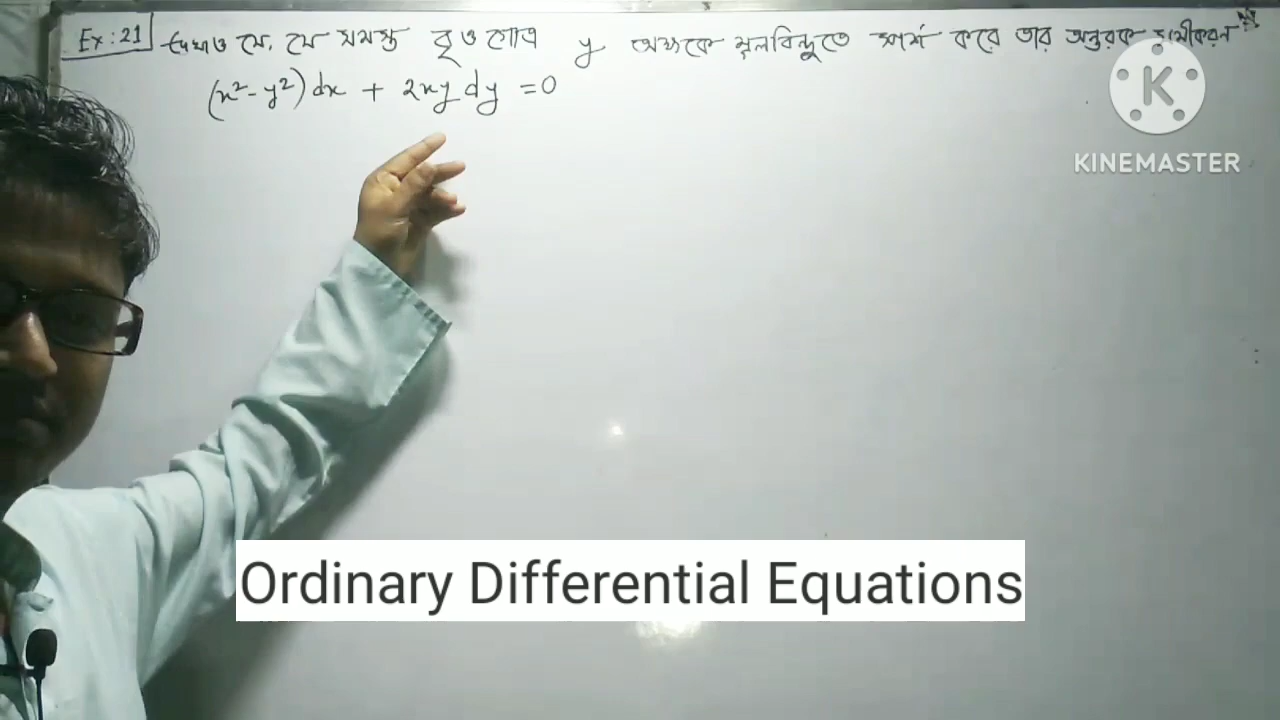 Ex: 21 দেখাও যে, যে সমস্ত বৃত্ত গোত্র y অক্ষকে মূলবিন্দুতে স্পর্শ করে তার অন্তরক সমীকরণ
(x² - y²) dx + 2xy dy = 0
K
KINEMASTER
Ordinary Differential Equations